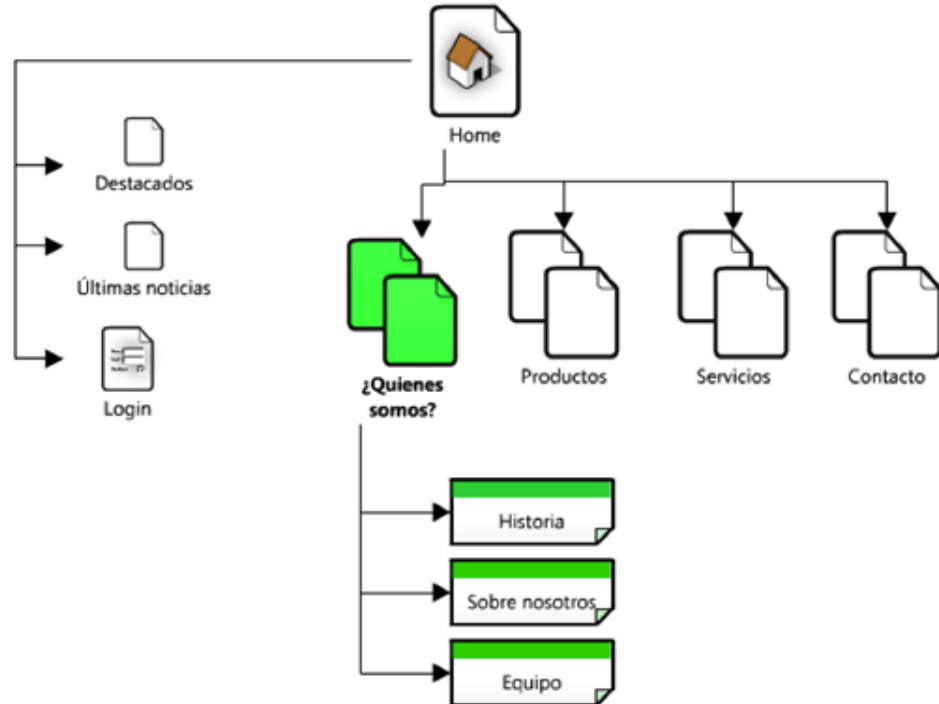 Home
Destacados
Últimas noticias
Login
¿Quienes
somos?
Productos
Servicios
Contacto
Historia
Sobre nosotros
Equipo